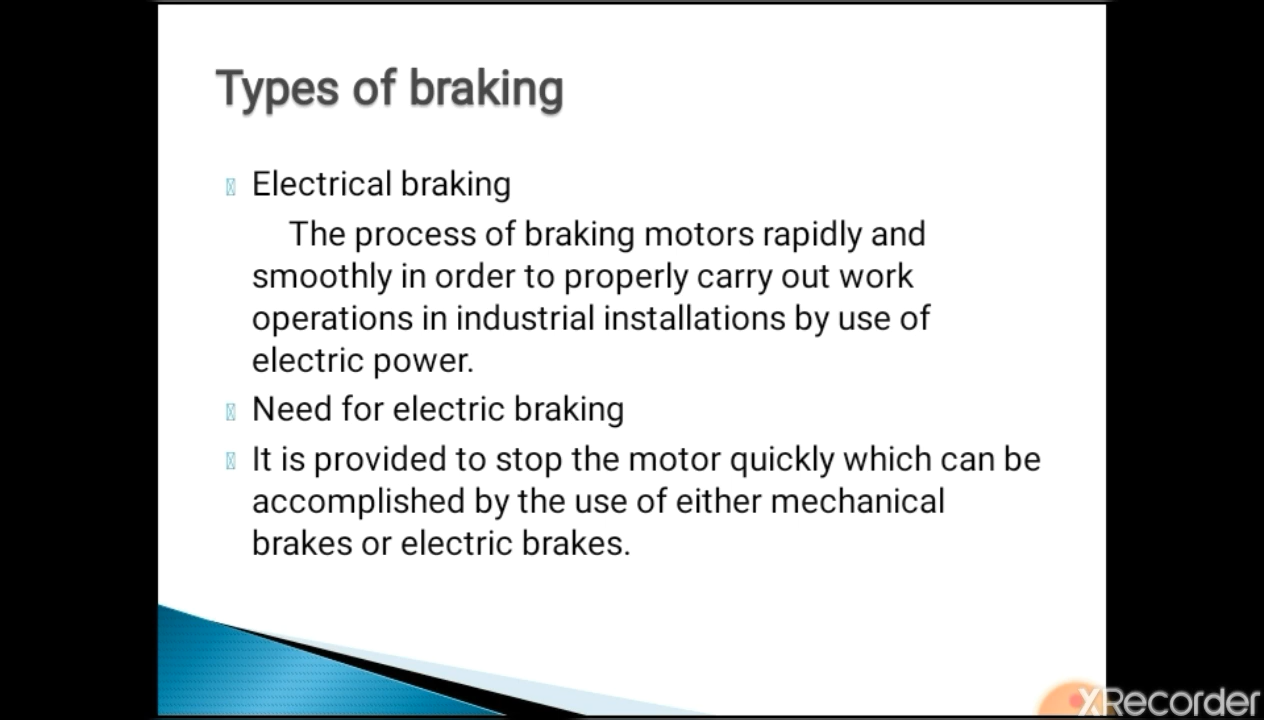 Types of braking
Electrical braking
The process of braking motors rapidly and
smoothly in order to properly carry out work
operations in industrial installations by use of
electric power.
Need for electric braking
It is provided to stop the motor quickly which can be
accomplished by the use of either mechanical
brakes or electric brakes.
XRecorder